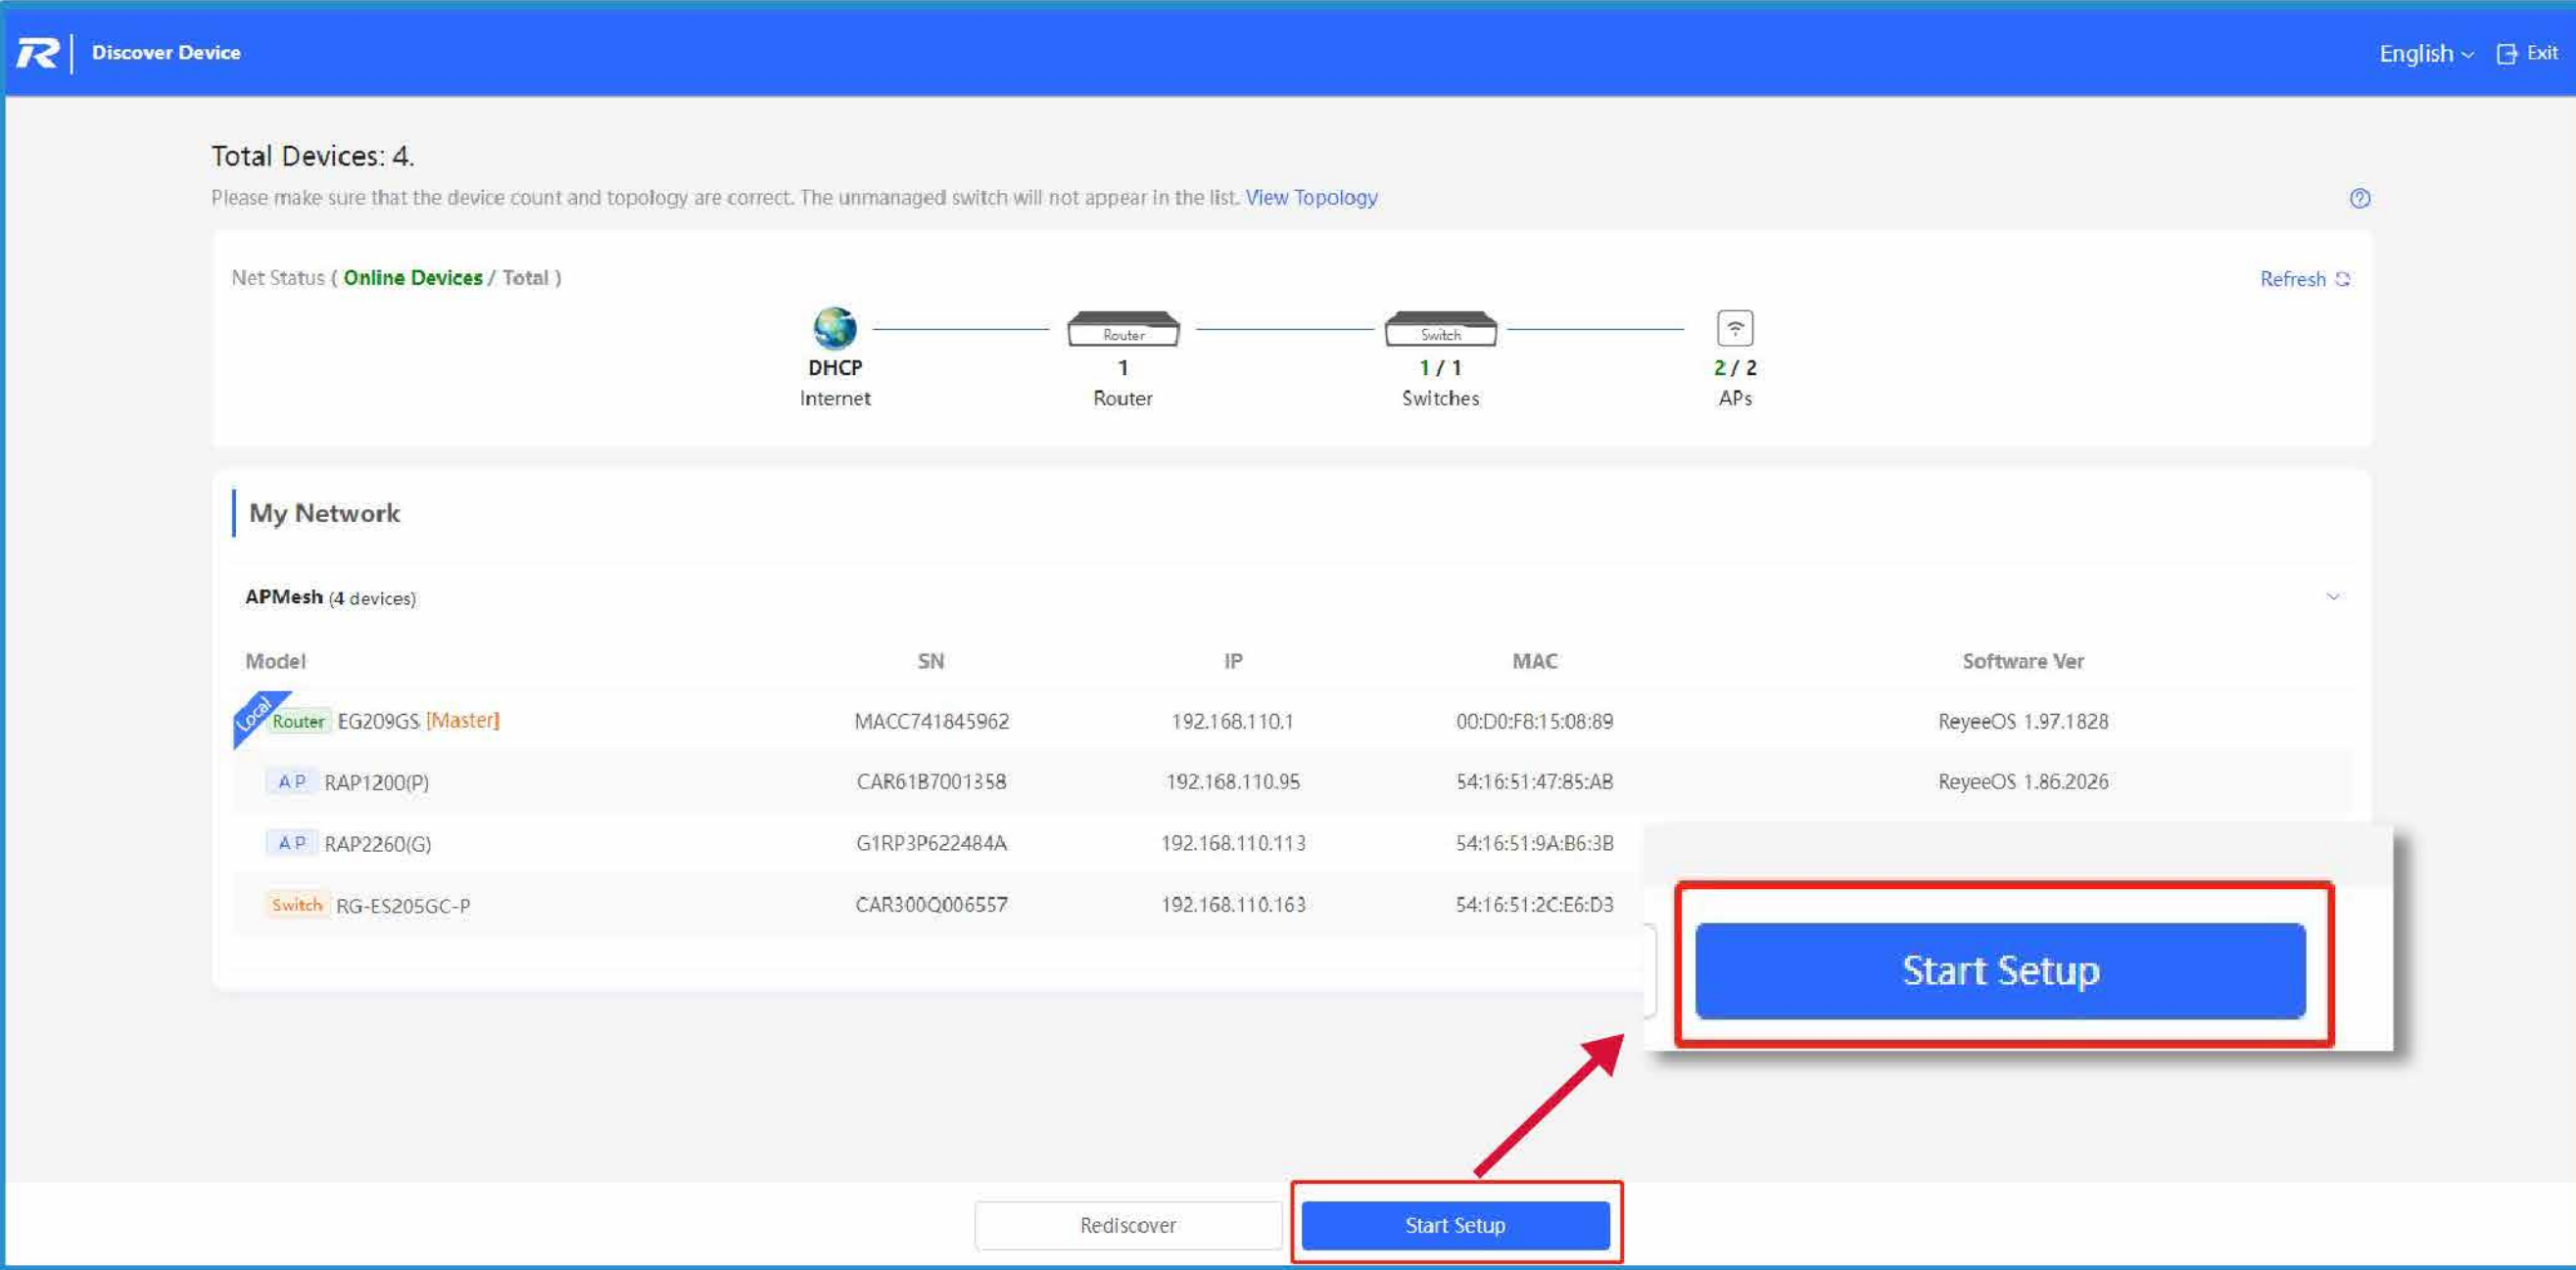 R Discover Device English Exit
Total Devices: 4.
Please make sure that the device count and topology are correct. The unmanaged switch will not appear in the list. View Topology
Net Status ( Online Devices / Total ) Refresh
Router Switch
DHCP 1 1 / 1 2 / 2
Internet Router Switches APs
My Network
APMesh (4 devices)
Model SN IP MAC Software Ver
Local Router EG209GS [Master] MACC741845962 192.168.110.1 00:D0:F8:15:08:89 ReyeeOS 1.97.1828
AP RAP1200(P) CAR61B7001358 192.168.110.95 54:16:51:47:85:AB ReyeeOS 1.86.2026
AP RAP2260(G) G1RP3P622484A 192.168.110.113 54:16:51:9A:B6:3B
Switch RG-ES205GC-P CAR300Q006557 192.168.110.163 54:16:51:2C:E6:D3
Start Setup
Rediscover Start Setup